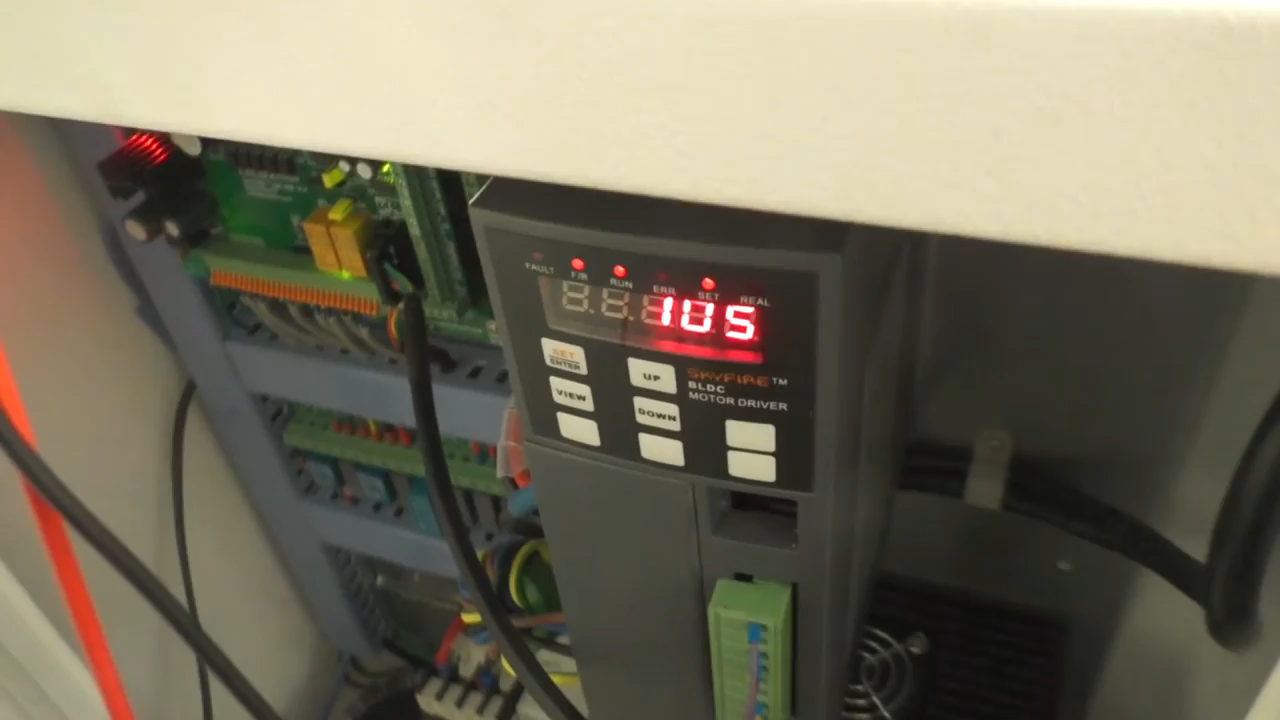 FAULT F/R RUN ERR SET REAL
105
SET
ENTER
UP
VIEW
DOWN
SKYFIRE™
BLDC
MOTOR DRIVER